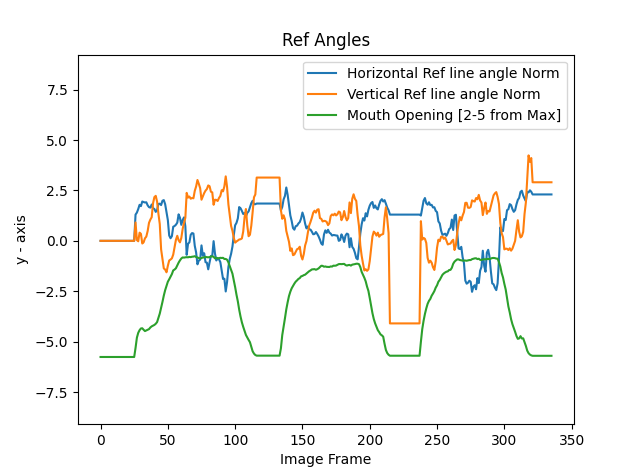 Ref Angles
Horizontal Ref line angle Norm
Vertical Ref line angle Norm
Mouth Opening [2-5 from Max]
y - axis
7.5
5.0
2.5
0.0
−2.5
−5.0
−7.5
0 50 100 150 200 250 300 350
Image Frame